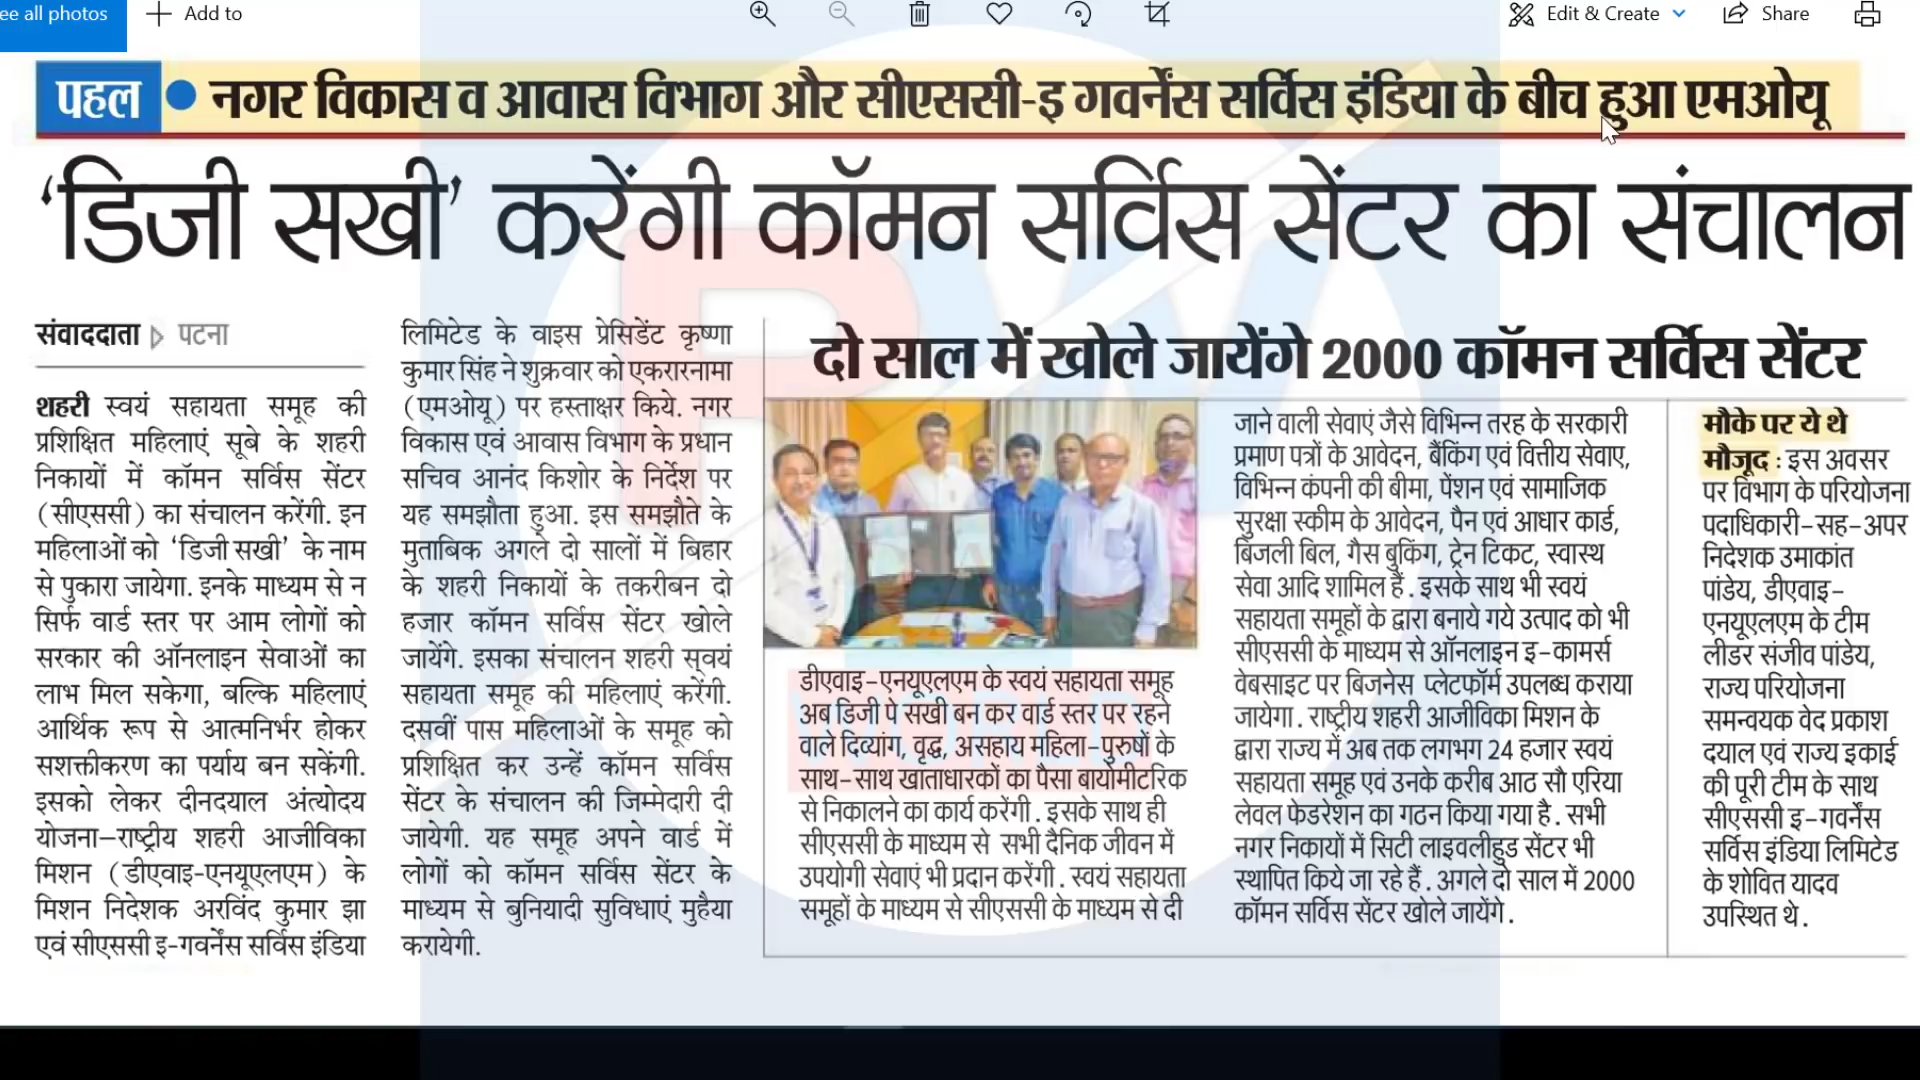 ee all photos
Add to
Edit & Create
Share
पहल
नगर विकास व आवास विभाग और सीएससी-इ गवर्नेंस सर्विस इंडिया के बीच हुआ एमओयू
‘डिजी सखी’ करेंगी कॉमन सर्विस सेंटर का संचालन
संवाददाता ▷ पटना
शहरी स्वयं सहायता समूह की
प्रशिक्षित महिलाएं सूबे के शहरी
निकायों में कॉमन सर्विस सेंटर
(सीएससी) का संचालन करेंगी. इन
महिलाओं को ‘डिजी सखी’ के नाम
से पुकारा जायेगा. इनके माध्यम से न
सिर्फ वार्ड स्तर पर आम लोगों को
सरकार की ऑनलाइन सेवाओं का
लाभ मिल सकेगा, बल्कि महिलाएं
आर्थिक रूप से आत्मनिर्भर होकर
सशक्तीकरण का पर्याय बन सकेंगी.
इसको लेकर दीनदयाल अंत्योदय
योजना–राष्ट्रीय शहरी आजीविका
मिशन (डीएवाइ-एनयूएलएम) के
मिशन निदेशक अरविंद कुमार झा
एवं सीएससी इ-गवर्नेंस सर्विस इंडिया
लिमिटेड के वाइस प्रेसिडेंट कृष्णा
कुमार सिंह ने शुक्रवार को एकरारनामा
(एमओयू) पर हस्ताक्षर किये. नगर
विकास एवं आवास विभाग के प्रधान
सचिव आनंद किशोर के निर्देश पर
यह समझौता हुआ. इस समझौते के
मुताबिक अगले दो सालों में बिहार
के शहरी निकायों के तकरीबन दो
हजार कॉमन सर्विस सेंटर खोले
जायेंगे. इसका संचालन शहरी स्वयं
सहायता समूह की महिलाएं करेंगी.
दसवीं पास महिलाओं के समूह को
प्रशिक्षित कर उन्हें कॉमन सर्विस
सेंटर के संचालन की जिम्मेदारी दी
जायेगी. यह समूह अपने वार्ड में
लोगों को कॉमन सर्विस सेंटर के
माध्यम से बुनियादी सुविधाएं मुहैया
करायेगी.
दो साल में खोले जायेंगे 2000 कॉमन सर्विस सेंटर
डीएवाइ-एनयूएलएम के स्वयं सहायता समूह
अब डिजी पे सखी बन कर वार्ड स्तर पर रहने
वाले दिव्यांग, वृद्ध, असहाय महिला-पुरुषों के
साथ-साथ खाताधारकों का पैसा बायोमीटरिक
से निकालने का कार्य करेंगी. इसके साथ ही
सीएससी के माध्यम से सभी दैनिक जीवन में
उपयोगी सेवाएं भी प्रदान करेंगी. स्वयं सहायता
समूहों के माध्यम से सीएससी के माध्यम से दी
जाने वाली सेवाएं जैसे विभिन्न तरह के सरकारी
प्रमाण पत्रों के आवेदन, बैंकिंग एवं वित्तीय सेवाए,
विभिन्न कंपनी की बीमा, पेंशन एवं सामाजिक
सुरक्षा स्कीम के आवेदन, पैन एवं आधार कार्ड,
बिजली बिल, गैस बुकिंग, ट्रेन टिकट, स्वास्थ
सेवा आदि शामिल हैं. इसके साथ भी स्वयं
सहायता समूहों के द्वारा बनाये गये उत्पाद को भी
सीएससी के माध्यम से ऑनलाइन इ-कामर्स
वेबसाइट पर बिजनेस प्लेटफॉर्म उपलब्ध कराया
जायेगा. राष्ट्रीय शहरी आजीविका मिशन के
द्वारा राज्य में अब तक लगभग 24 हजार स्वयं
सहायता समूह एवं उनके करीब आठ सौ एरिया
लेवल फेडरेशन का गठन किया गया है. सभी
नगर निकायों में सिटी लाइवलीहुड सेंटर भी
स्थापित किये जा रहे हैं. अगले दो साल में 2000
कॉमन सर्विस सेंटर खोले जायेंगे.
मौके पर ये थे
मौजूद : इस अवसर
पर विभाग के परियोजना
पदाधिकारी-सह-अपर
निदेशक उमाकांत
पांडेय, डीएवाइ-
एनयूएलएम के टीम
लीडर संजीव पांडेय,
राज्य परियोजना
समन्वयक वेद प्रकाश
दयाल एवं राज्य इकाई
की पूरी टीम के साथ
सीएससी इ-गवर्नेंस
सर्विस इंडिया लिमिटेड
के शोवित यादव
उपस्थित थे.